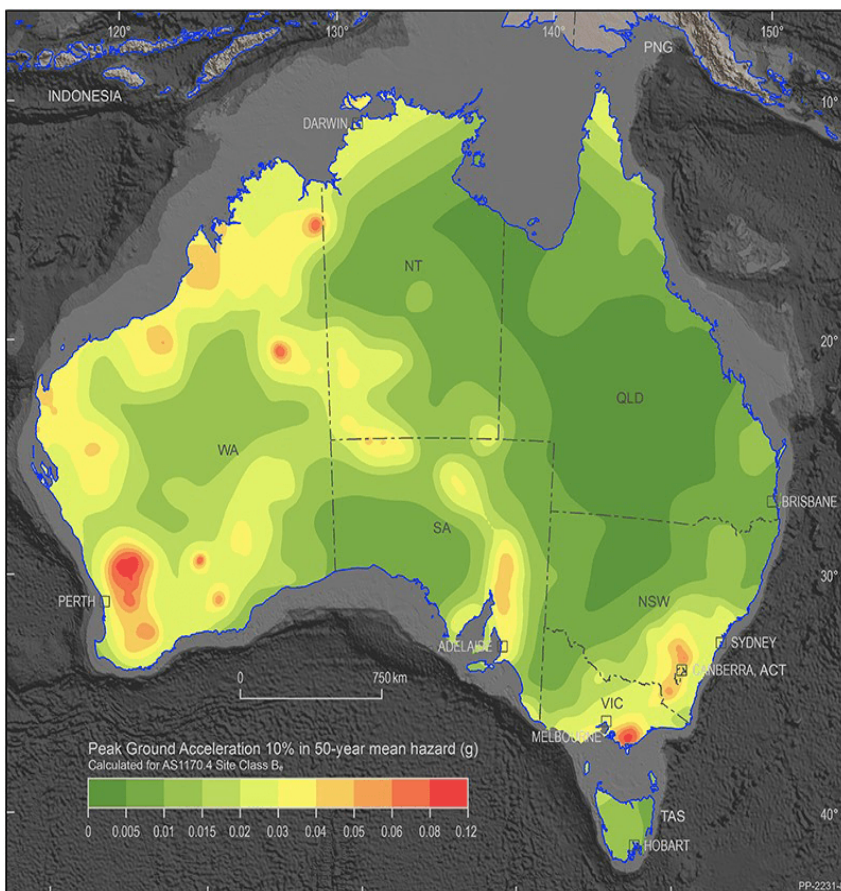 120°
130°
140°
150°
PNG
INDONESIA
10°
DARWIN
NT
20°
QLD
WA
BRISBANE
SA
30°
NSW
PERTH
SYDNEY
ADELAIDE
CANBERRA, ACT
0 750 km
VIC
MELBOURNE
Peak Ground Acceleration 10% in 50-year mean hazard (g)
Calculated for AS1170.4 Site Class Be
0 0.005 0.01 0.015 0.02 0.03 0.04 0.05 0.06 0.08 0.12
TAS
40°
HOBART
PP-2231-